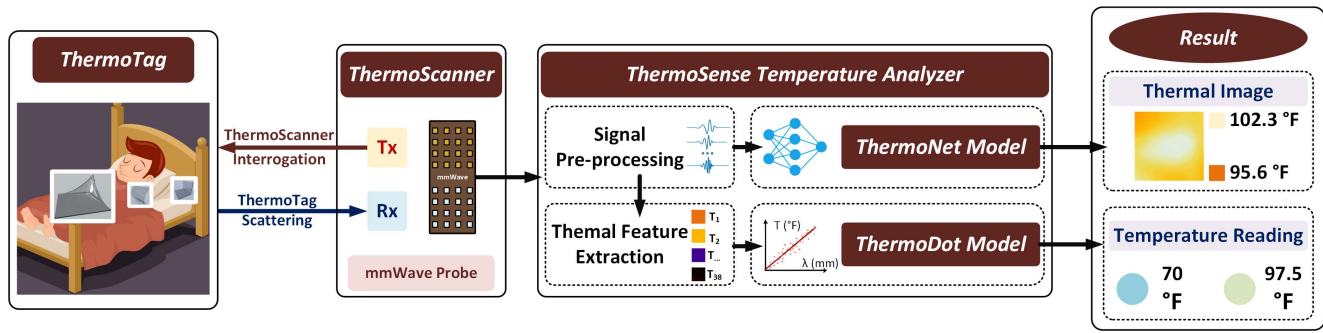 ThermoTag
ThermoScanner
Interrogation
ThermoTag
Scattering
ThermoScanner
Tx
Rx
mmWave
mmWave Probe
ThermoSense Temperature Analyzer
Signal
Pre-processing
ThermoNet Model
Themal Feature
Extraction
T1
T2
T...
T38
T (°F)
λ (mm)
ThermoDot Model
Result
Thermal Image
102.3 °F
95.6 °F
Temperature Reading
70
°F
97.5
°F